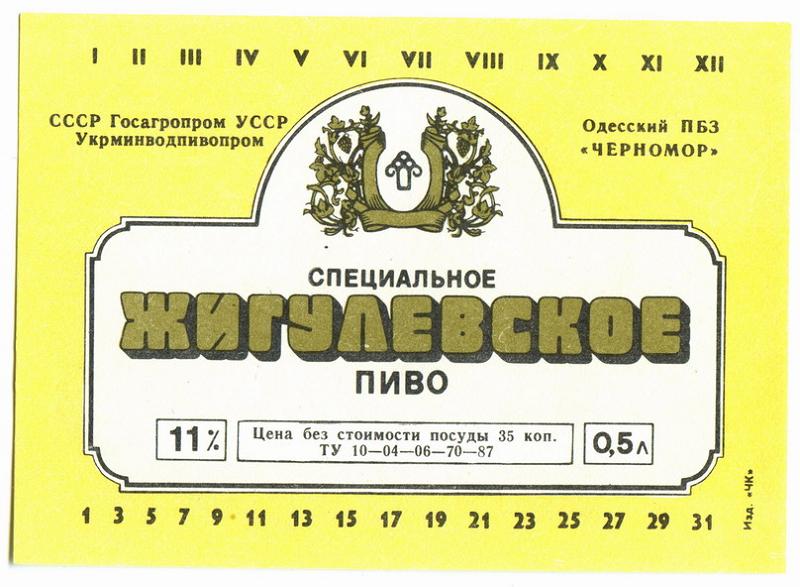 I II III IV V VI VII VIII IX X XI XII
СССР Госагропром УССР
Укрминводпивопром
Одесский ПБЗ
«ЧЕРНОМОР»
СПЕЦИАЛЬНОЕ
ЖИГУЛЕВСКОЕ
ПИВО
11%
Цена без стоимости посуды 35 коп.
ТУ 10—04—06—70—87
0,5 л
1 3 5 7 9 11 13 15 17 19 21 23 25 27 29 31
Изд. «ЧК»